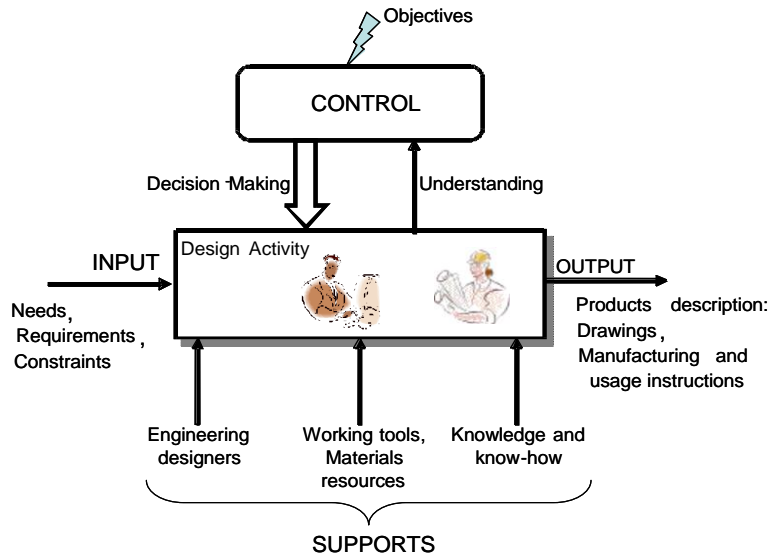 Objectives
CONTROL
Decision-Making
Understanding
Design Activity
INPUT
OUTPUT
Needs,
Requirements,
Constraints
Products description:
Drawings,
Manufacturing and
usage instructions
Engineering
designers
Working tools,
Materials
resources
Knowledge and
know-how
SUPPORTS